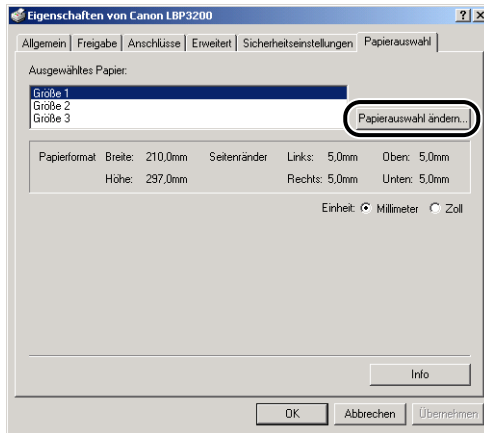 Eigenschaften von Canon LBP3200
Allgemein Freigabe Anschlüsse Erweitert Sicherheitseinstellungen Papierauswahl
Ausgewähltes Papier:
Größe 1
Größe 2
Größe 3
Papierauswahl ändern...
Papierformat Breite: 210,0mm Seitenränder Links: 5,0mm Oben: 5,0mm
Höhe: 297,0mm Rechts: 5,0mm Unten: 5,0mm
Einheit: Millimeter Zoll
Info
OK Abbrechen Übernehmen